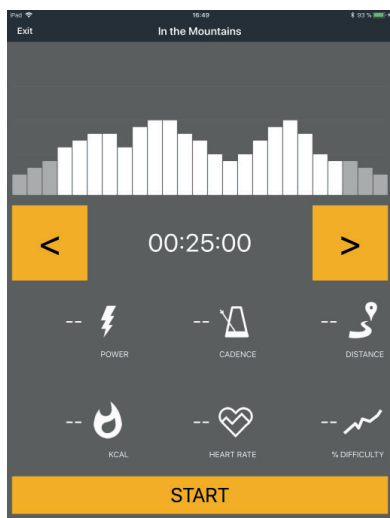 iPad 16:49 93 %
Exit In the Mountains
< 00:25:00 >
-- -- --
POWER CADENCE DISTANCE
-- -- --
KCAL HEART RATE % DIFFICULTY
START